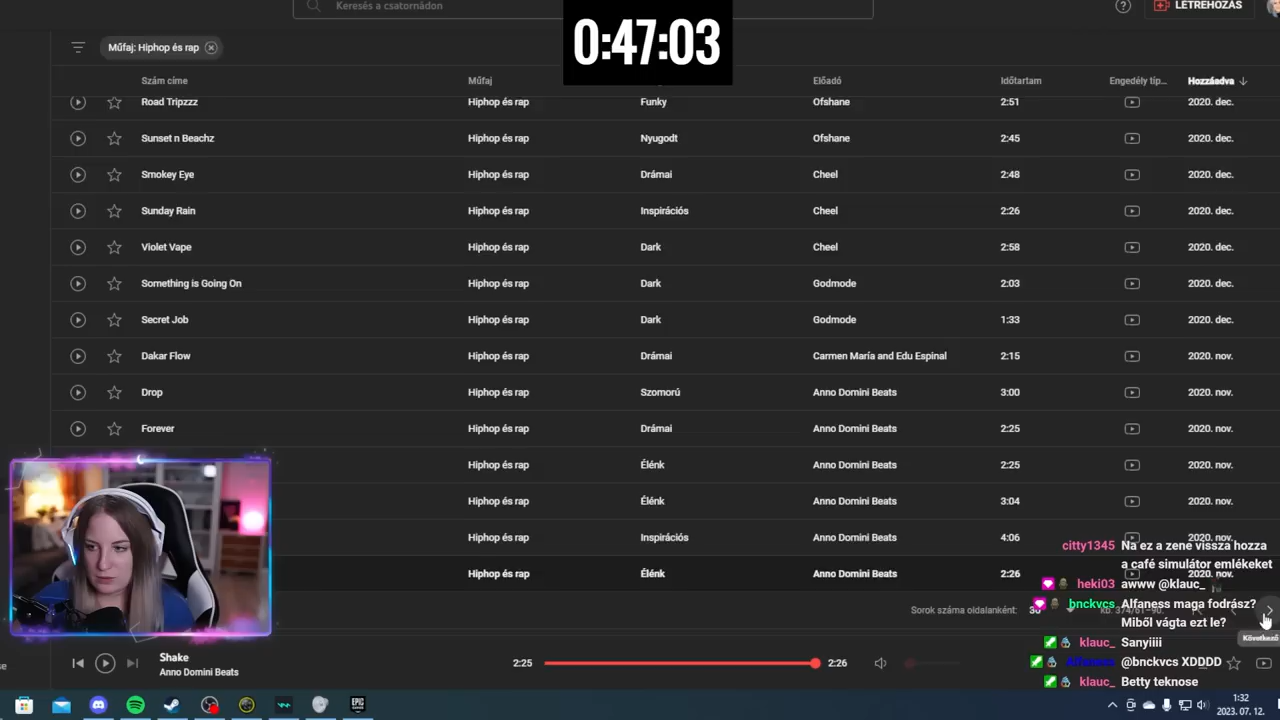 Keresés a csatornádon
0:47:03
LÉTREHOZÁS
Műfaj: Hiphop és rap
Szám címe Műfaj Előadó Időtartam Engedély típ... Hozzáadva
Road Tripzzz Hiphop és rap Funky Ofshane 2:51 2020. dec.
Sunset n Beachz Hiphop és rap Nyugodt Ofshane 2:45 2020. dec.
Smokey Eye Hiphop és rap Drámai Cheel 2:48 2020. dec.
Sunday Rain Hiphop és rap Inspirációs Cheel 2:26 2020. dec.
Violet Vape Hiphop és rap Dark Cheel 2:58 2020. dec.
Something is Going On Hiphop és rap Dark Godmode 2:03 2020. dec.
Secret Job Hiphop és rap Dark Godmode 1:33 2020. dec.
Dakar Flow Hiphop és rap Drámai Carmen María and Edu Espinal 2:15 2020. nov.
Drop Hiphop és rap Szomorú Anno Domini Beats 3:00 2020. nov.
Forever Hiphop és rap Drámai Anno Domini Beats 2:25 2020. nov.
Hiphop és rap Élénk Anno Domini Beats 2:25 2020. nov.
Hiphop és rap Élénk Anno Domini Beats 3:04 2020. nov.
Hiphop és rap Inspirációs Anno Domini Beats 4:06 2020. nov.
Hiphop és rap Élénk Anno Domini Beats 2:26 2020. nov.
citty1345 Na ez a zene vissza hozza
a café simulátor emlékeket
heki03 awww @klauc_
bnckvcs Alfaness maga fodrász?
Miből vágta ezt le?
klauc_ Sanyiiii
Alfaness @bnckvcs XDDDD
klauc_ Betty teknose
Sorok száma oldalanként: 30 kb. 374/61–90.
Következő
Shake
Anno Domini Beats
2:25 2:26
1:32
2023. 07. 12.